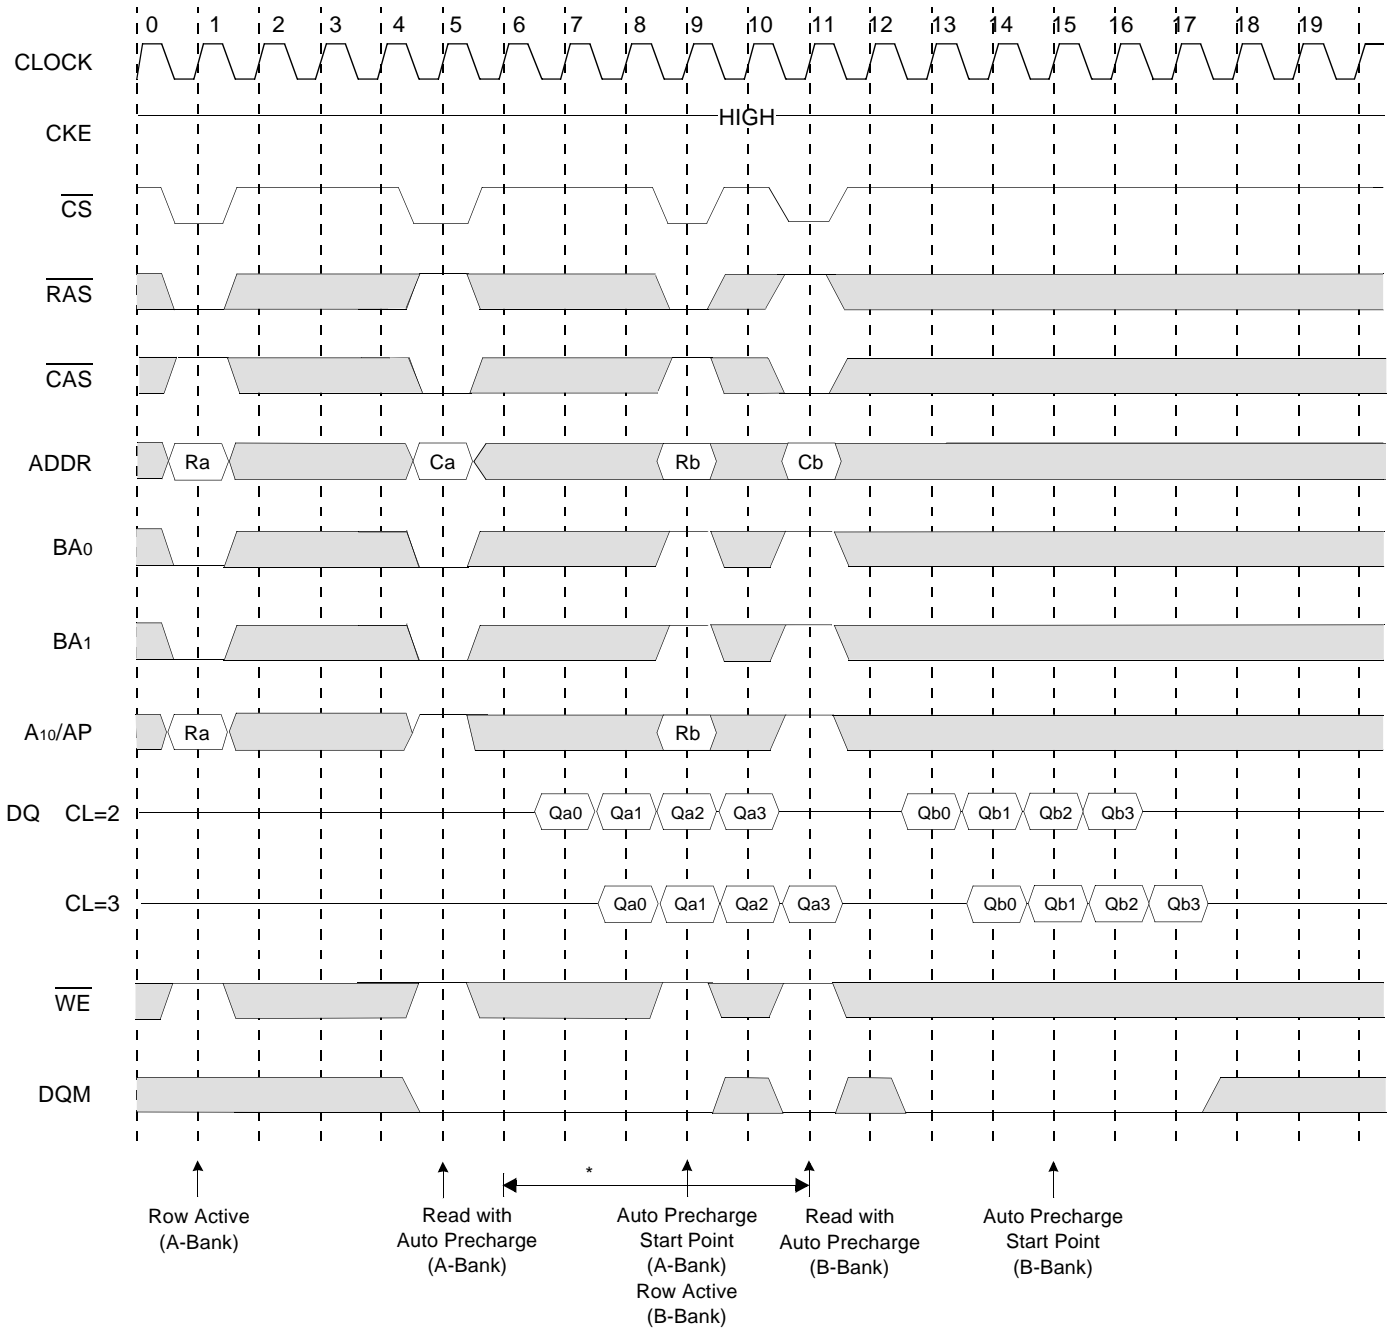 0 1 2 3 4 5 6 7 8 9 10 11 12 13 14 15 16 17 18 19
CLOCK
CKE
HIGH
CS
RAS
CAS
ADDR Ra Ca Rb Cb
BA0
BA1
A10/AP Ra Rb
DQ CL=2 Qa0 Qa1 Qa2 Qa3 Qb0 Qb1 Qb2 Qb3
CL=3 Qa0 Qa1 Qa2 Qa3 Qb0 Qb1 Qb2 Qb3
WE
DQM
*
Row Active
(A-Bank)
Read with
Auto Precharge
(A-Bank)
Auto Precharge
Start Point
(A-Bank)
Row Active
(B-Bank)
Read with
Auto Precharge
(B-Bank)
Auto Precharge
Start Point
(B-Bank)